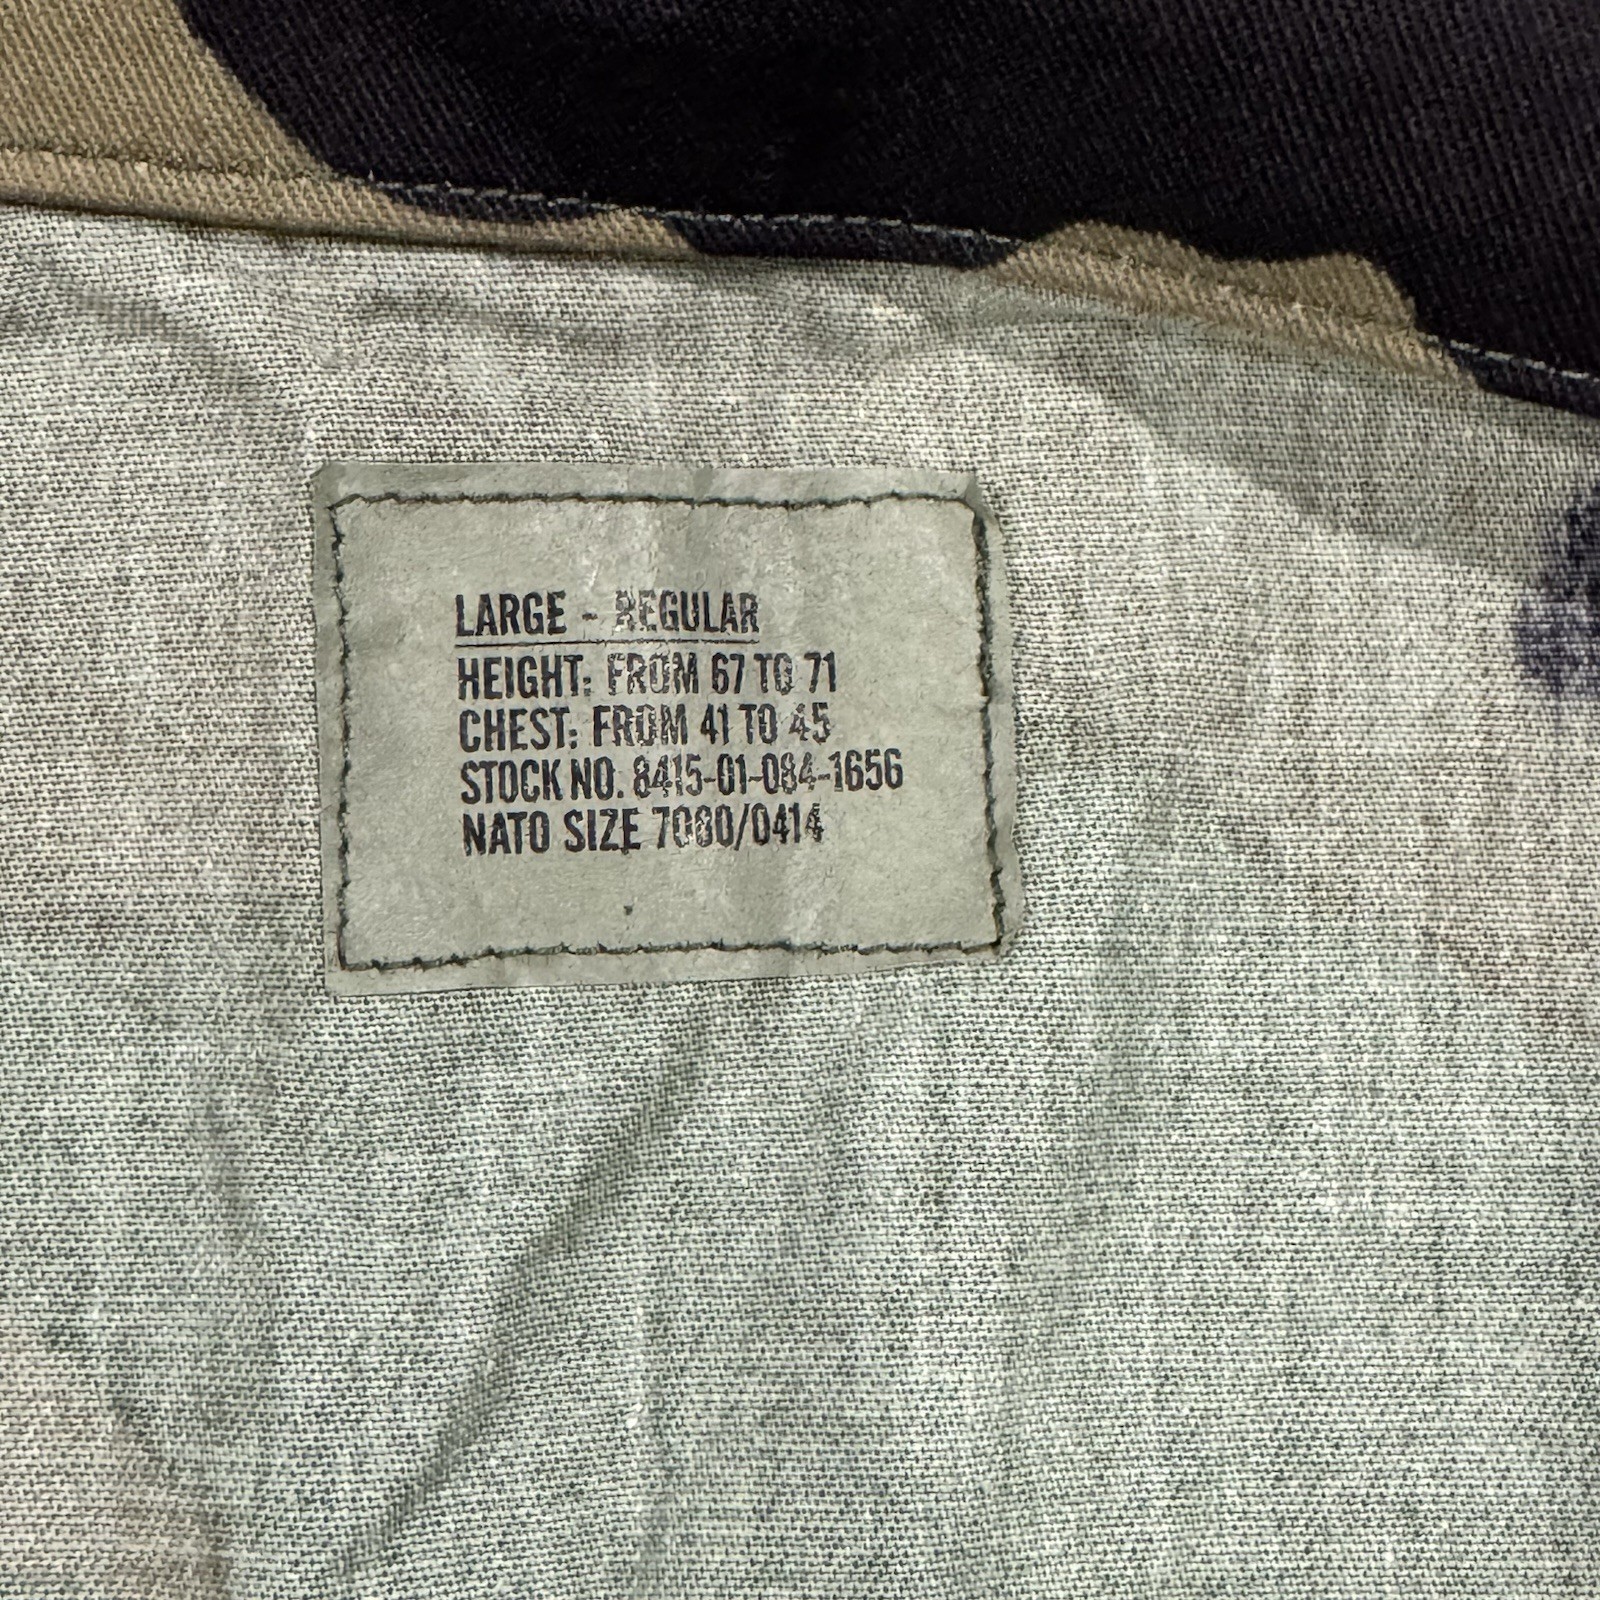 LARGE - REGULAR
HEIGHT: FROM 67 TO 71
CHEST: FROM 41 TO 45
STOCK NO. 8415-01-084-1656
NATO SIZE 7080/0414